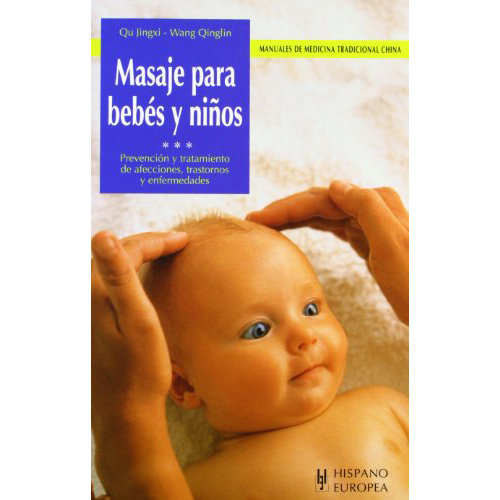 Qu Jingxi - Wang Qinglin
MANUALES DE MEDICINA TRADICIONAL CHINA
Masaje para
bebés y niños
* * *
Prevención y tratamiento
de afecciones, trastornos
y enfermedades
HISPANO
EUROPEA